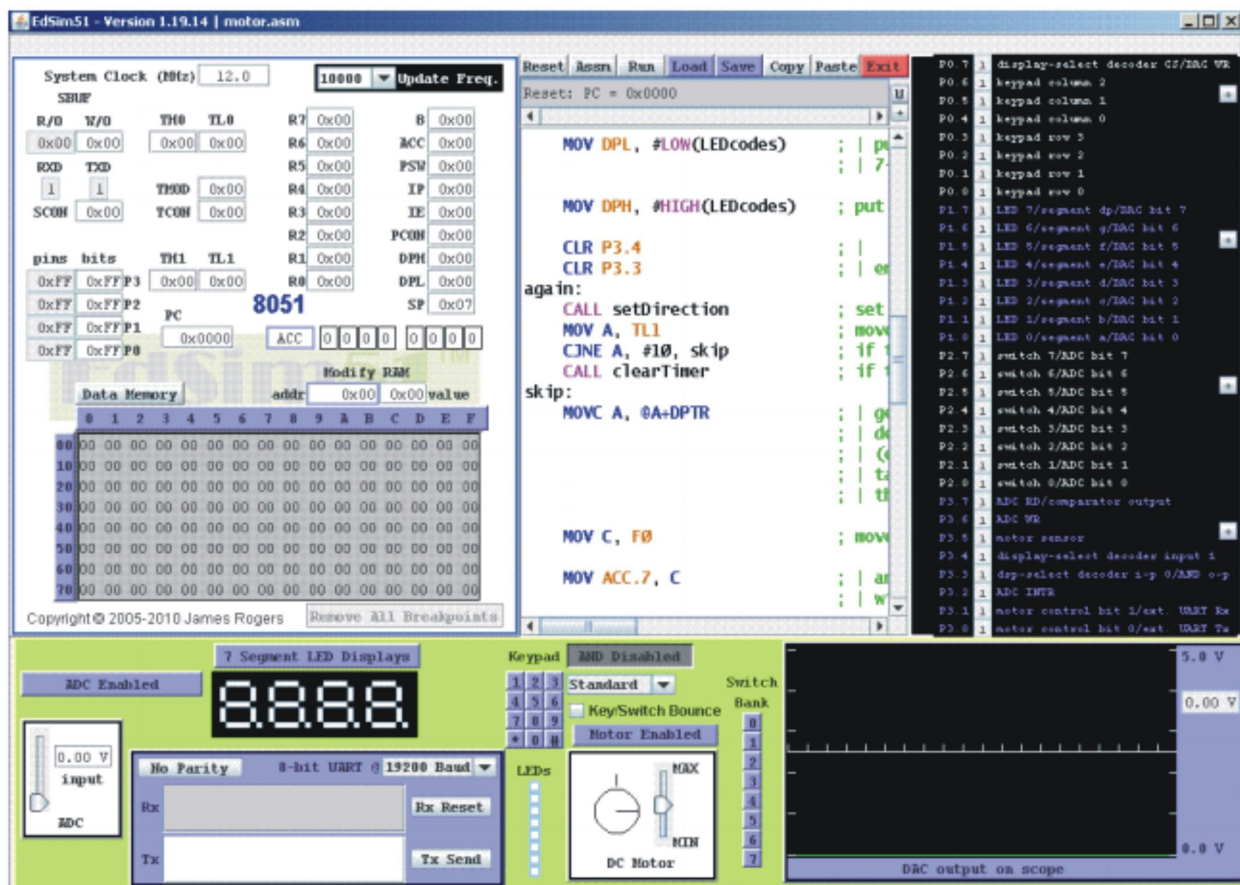 EdSim51 - Version 1.19.14 | motor.asm
System Clock (MHz) 12.0
10000 Update Freq.
SBUF
R/O W/O TH0 TL0 R7 0x00 B 0x00
0x00 0x00 0x00 0x00 R6 0x00 ACC 0x00
RXD TXD R5 0x00 PSW 0x00
1 1 TMOD 0x00 R4 0x00 IP 0x00
SCON 0x00 TCON 0x00 R3 0x00 IE 0x00
R2 0x00 PCON 0x00
pins bits TH1 TL1 R1 0x00 DPH 0x00
0xFF 0xFF P3 0x00 0x00 R0 0x00 DPL 0x00
0xFF 0xFF P2 8051 SP 0x07
0xFF 0xFF P1 PC
0xFF 0xFF P0 0x0000 ACC 0 0 0 0 0 0 0 0
EdSim51™
Modify RAM
Data Memory addr 0x00 0x00 value
0 1 2 3 4 5 6 7 8 9 A B C D E F
00 00 00 00 00 00 00 00 00 00 00 00 00 00 00 00 00
10 00 00 00 00 00 00 00 00 00 00 00 00 00 00 00 00
20 00 00 00 00 00 00 00 00 00 00 00 00 00 00 00 00
30 00 00 00 00 00 00 00 00 00 00 00 00 00 00 00 00
40 00 00 00 00 00 00 00 00 00 00 00 00 00 00 00 00
50 00 00 00 00 00 00 00 00 00 00 00 00 00 00 00 00
60 00 00 00 00 00 00 00 00 00 00 00 00 00 00 00 00
70 00 00 00 00 00 00 00 00 00 00 00 00 00 00 00 00
Copyright © 2005-2010 James Rogers Remove All Breakpoints
Reset Assm Run Load Save Copy Paste Exit
Reset: PC = 0x0000 U
MOV DPL, #LOW(LEDcodes) ; | pu
; | 7-
MOV DPH, #HIGH(LEDcodes) ; put
CLR P3.4 ; |
CLR P3.3 ; | en
again:
CALL setDirection ; set
MOV A, TL1 ; move
CJNE A, #10, skip ; if t
CALL clearTimer ; if t
skip:
MOVC A, @A+DPTR ; | ge
; | de
; | (e
; | ta
; | th
MOV C, F0 ; move
MOV ACC.7, C ; | an
; | w
P0.7 1 display-select decoder CS/DAC WR
P0.6 1 keypad column 2
P0.5 1 keypad column 1
P0.4 1 keypad column 0
P0.3 1 keypad row 3
P0.2 1 keypad row 2
P0.1 1 keypad row 1
P0.0 1 keypad row 0
P1.7 1 LED 7/segment dp/DAC bit 7
P1.6 1 LED 6/segment g/DAC bit 6
P1.5 1 LED 5/segment f/DAC bit 5
P1.4 1 LED 4/segment e/DAC bit 4
P1.3 1 LED 3/segment d/DAC bit 3
P1.2 1 LED 2/segment c/DAC bit 2
P1.1 1 LED 1/segment b/DAC bit 1
P1.0 1 LED 0/segment a/DAC bit 0
P2.7 1 switch 7/ADC bit 7
P2.6 1 switch 6/ADC bit 6
P2.5 1 switch 5/ADC bit 5
P2.4 1 switch 4/ADC bit 4
P2.3 1 switch 3/ADC bit 3
P2.2 1 switch 2/ADC bit 2
P2.1 1 switch 1/ADC bit 1
P2.0 1 switch 0/ADC bit 0
P3.7 1 ADC RD/comparator output
P3.6 1 ADC WR
P3.5 1 motor sensor
P3.4 1 display-select decoder input 1
P3.3 1 dsp-select decoder i-p 0/AND o-p
P3.2 1 ADC INTR
P3.1 1 motor control bit 1/ext. UART Rx
P3.0 1 motor control bit 0/ext. UART Tx
ADC Enabled
7 Segment LED Displays
8.8.8.8.
0.00 V
input
ADC
No Parity 8-bit UART @ 19200 Baud
Rx Rx Reset
Tx Tx Send
Keypad
1 2 3
4 5 6
7 8 9
* 0 #
LEDs
AND Disabled
Standard
Key/Switch Bounce
Motor Enabled
MAX
MIN
DC Motor
Switch
Bank
0
1
2
3
4
5
6
7
5.0 V
0.00 V
0.0 V
DAC output on scope